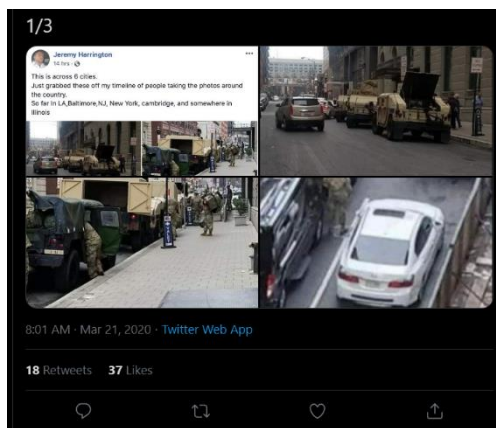 1/3
Jeremy Herrington
14 hrs ·
This is across 6 cities.
Just grabbed these off my timeline of people taking the photos around
the country.
So far in LA,Baltimore,NJ, New York, cambridge, and somewhere in
illinois
8:01 AM · Mar 21, 2020 · Twitter Web App
18 Retweets 37 Likes